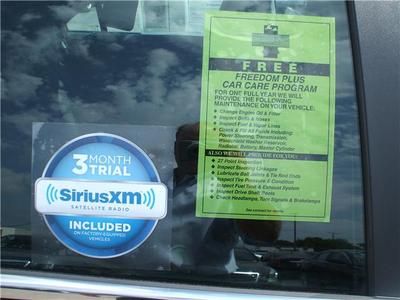 FREE
FREEDOM PLUS
CAR CARE PROGRAM
FOR ONE FULL YEAR WE WILL
PROVIDE THE FOLLOWING
MAINTENANCE ON YOUR VEHICLE:
Change Engine Oil & Filter
Inspect Belts & Hoses
Inspect Fuel & Vapor Lines
Check & Fill All Fluids Including:
Power Steering, Transmission,
Windshield Washer Reservoir,
Radiator, Battery, Master Cylinder
ALSO WE WILL PROVIDE FOR YOU:
27 Point Inspection
Inspect Steering Linkages
Lubricate Ball Joints & Tie Rod Ends
Inspect Tire Pressure & Condition
Inspect Fuel Tank & Exhaust System
Inspect Drive Shaft Boots
Check Headlamps, Turn Signals & Brakelamps
See contract for details
3 MONTH
TRIAL
SiriusXM
SATELLITE RADIO
INCLUDED
ON FACTORY-EQUIPPED
VEHICLES